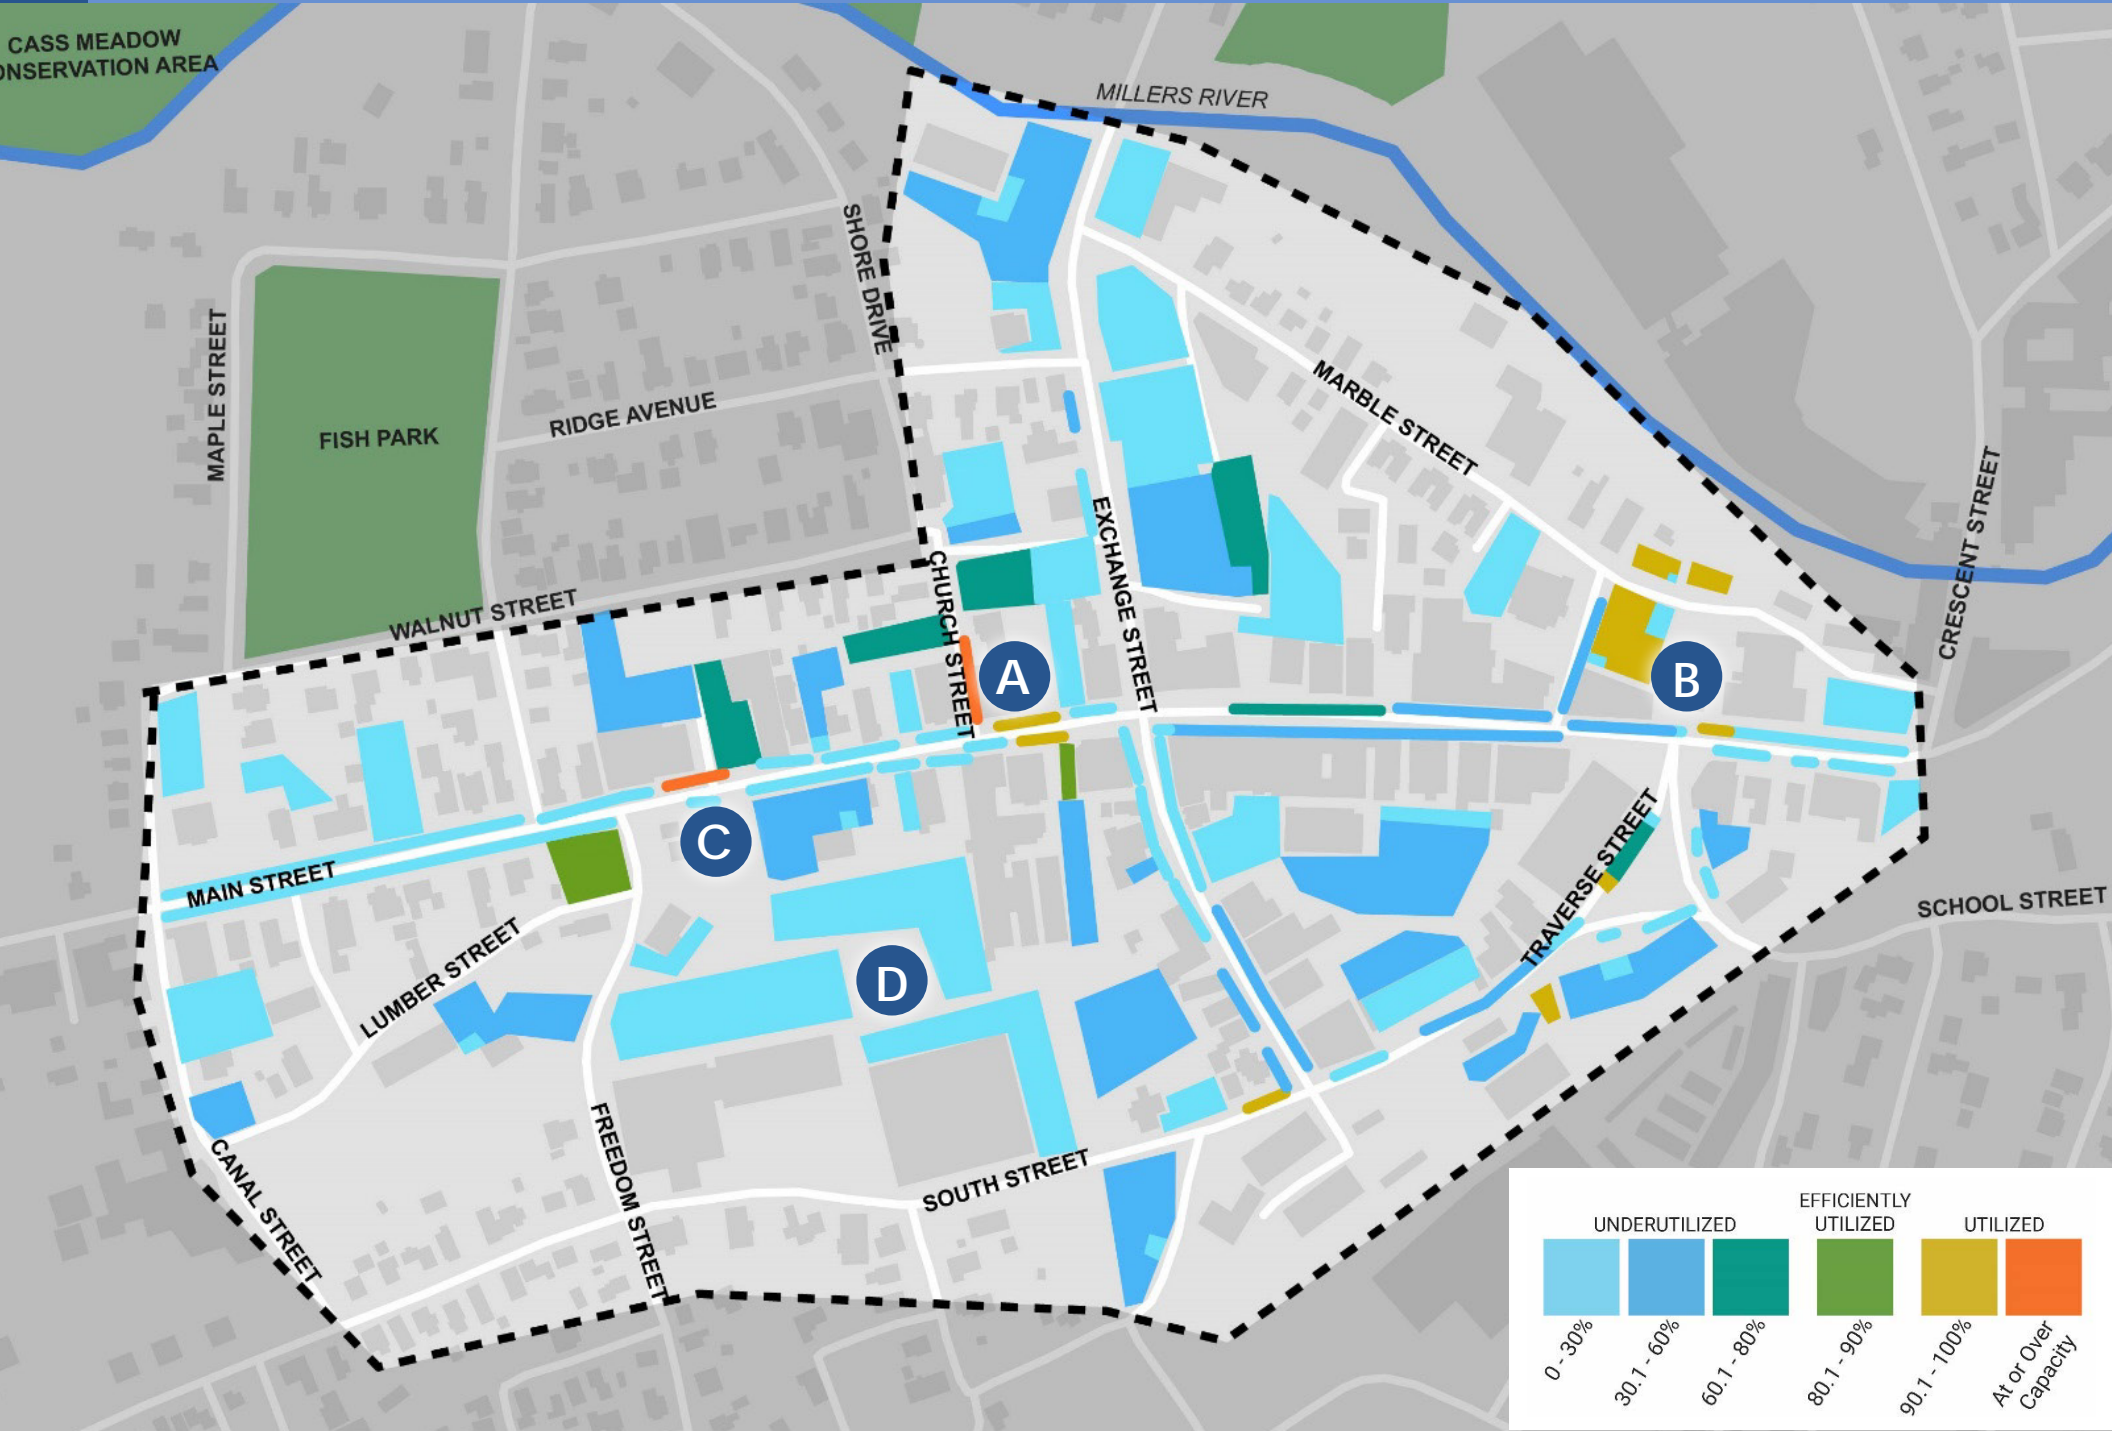 CASS MEADOW
ONSERVATION AREA
MILLERS RIVER
SHORE DRIVE
MAPLE STREET
FISH PARK
RIDGE AVENUE
MARBLE STREET
CRESCENT STREET
EXCHANGE STREET
CHURCH STREET
WALNUT STREET
A
B
C
D
MAIN STREET
TRAVERSE STREET
SCHOOL STREET
LUMBER STREET
FREEDOM STREET
CANAL STREET
SOUTH STREET
UNDERUTILIZED
EFFICIENTLY
UTILIZED
UTILIZED
0 - 30%
30.1 - 60%
60.1 - 80%
80.1 - 90%
90.1 - 100%
At or Over
Capacity